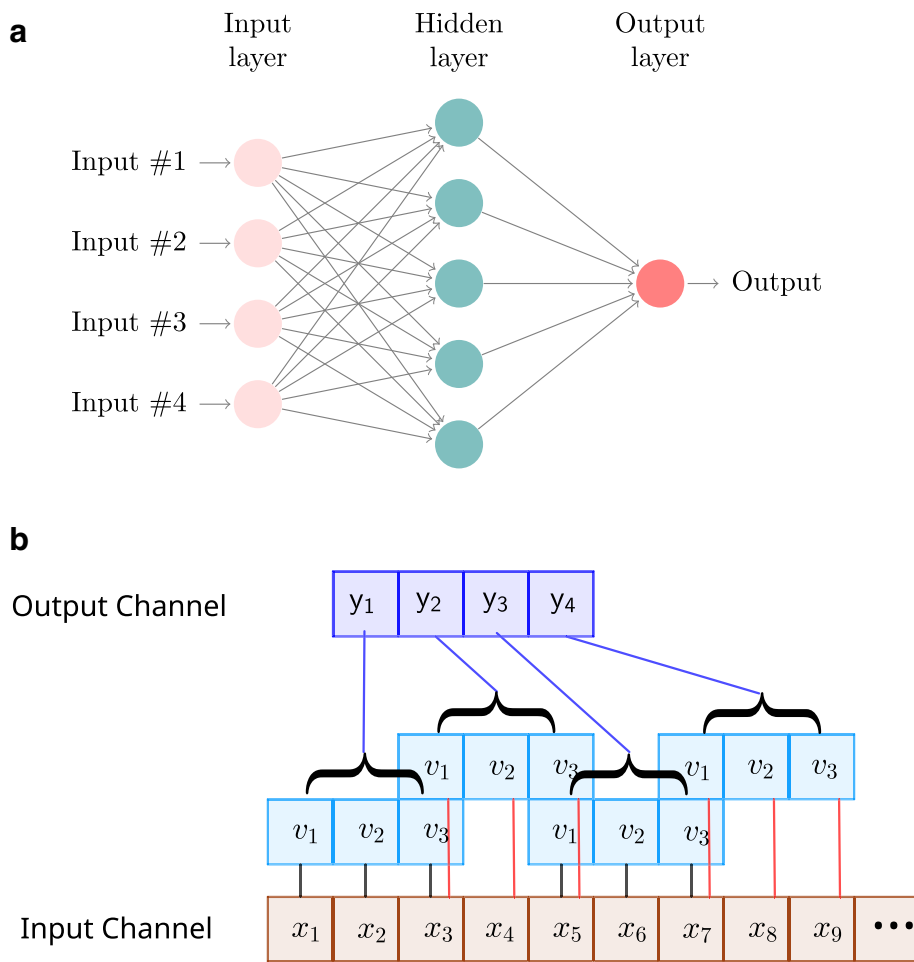 a
Input layer
Hidden layer
Output layer
Input #1
Input #2
Input #3
Input #4
Output
b
Output Channel
y₁ y₂ y₃ y₄
v₁ v₂ v₃ v₁ v₂ v₃
v₁ v₂ v₃ v₁ v₂ v₃
Input Channel
x₁ x₂ x₃ x₄ x₅ x₆ x₇ x₈ x₉ •••